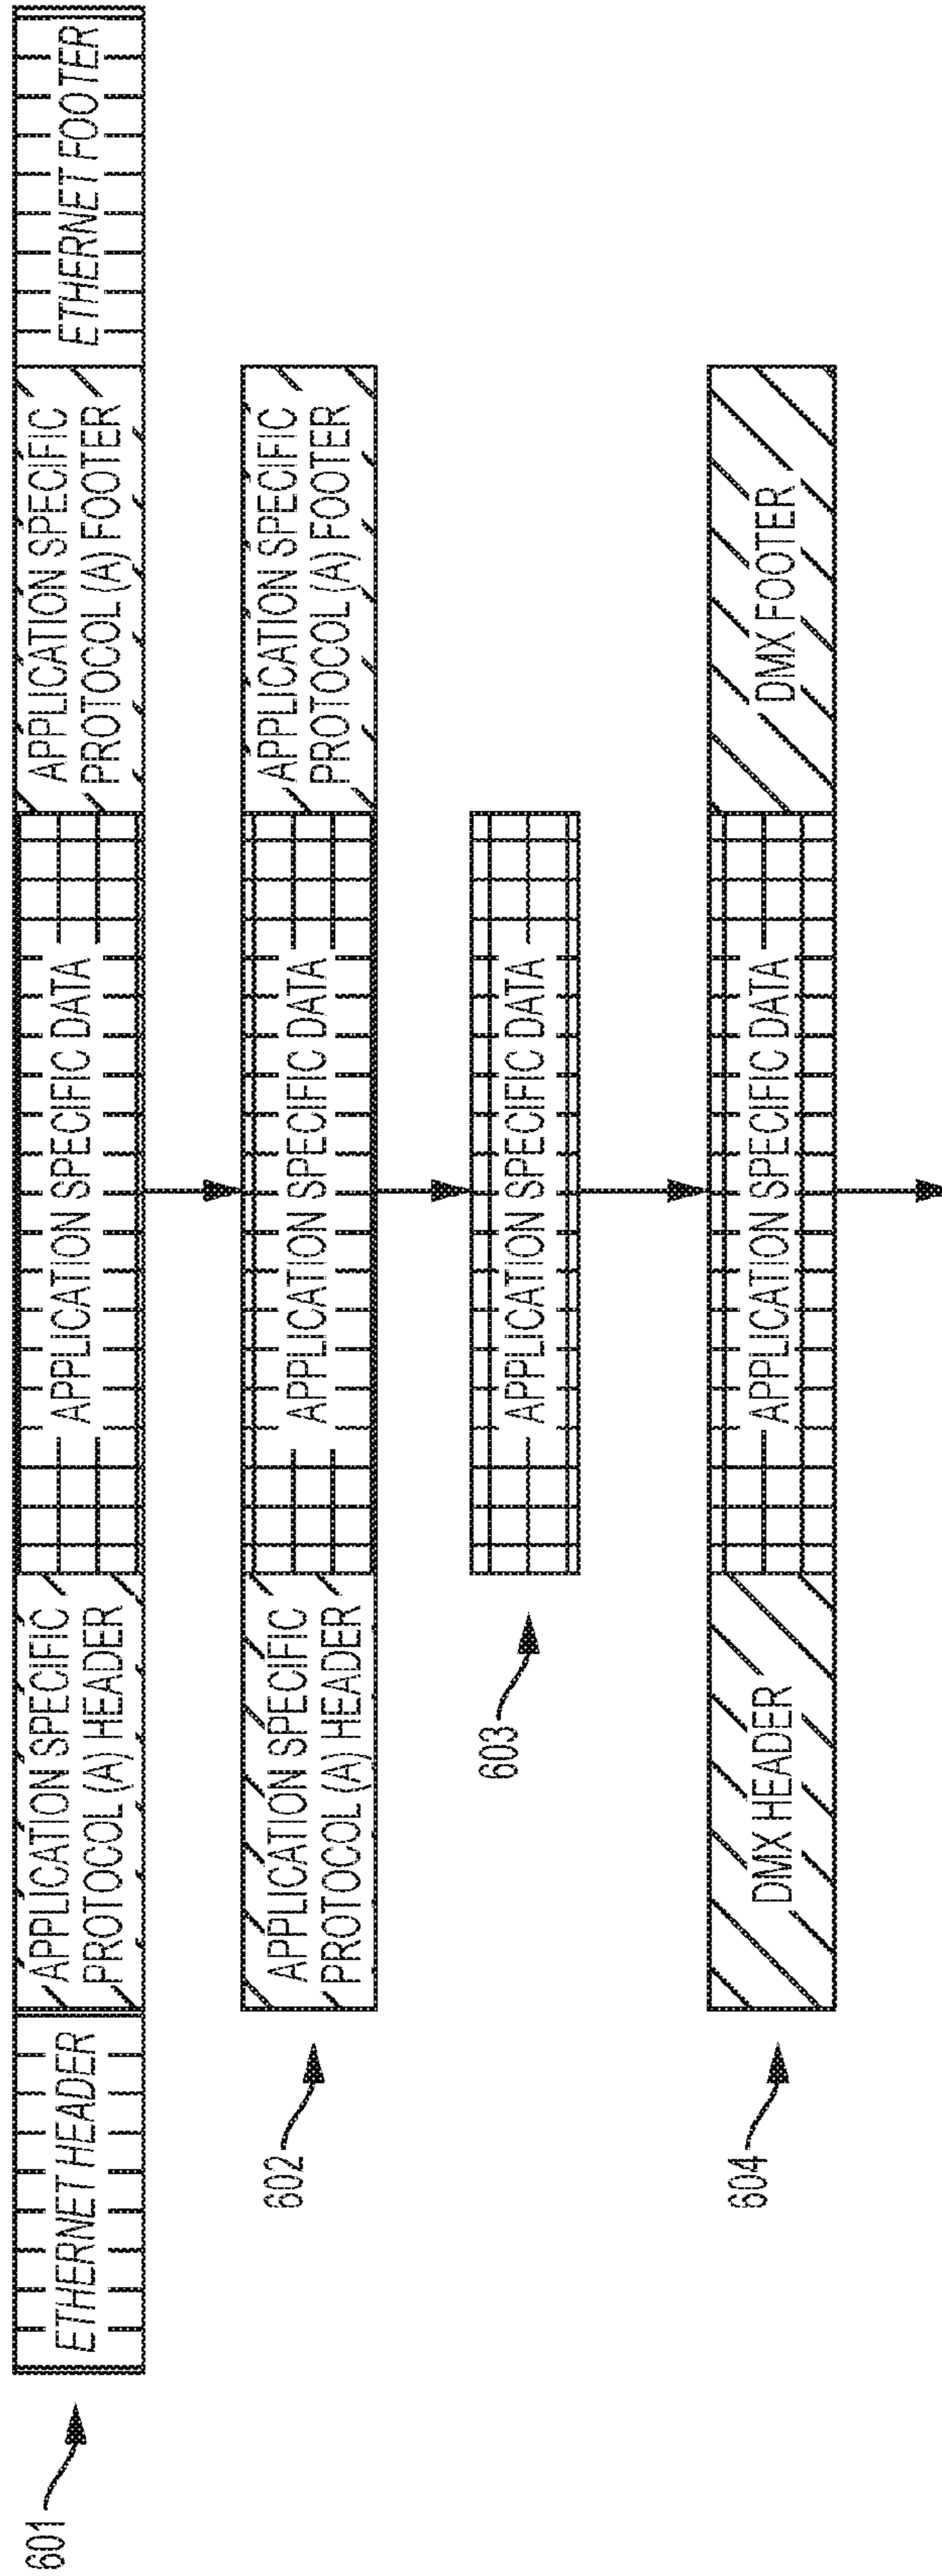 601
ETHERNET HEADER
APPLICATION SPECIFIC
PROTOCOL (A) HEADER
APPLICATION SPECIFIC DATA
APPLICATION SPECIFIC
PROTOCOL (A) FOOTER
ETHERNET FOOTER
602
APPLICATION SPECIFIC
PROTOCOL (A) HEADER
APPLICATION SPECIFIC DATA
APPLICATION SPECIFIC
PROTOCOL (A) FOOTER
603
APPLICATION SPECIFIC DATA
604
DMX HEADER
APPLICATION SPECIFIC DATA
DMX FOOTER